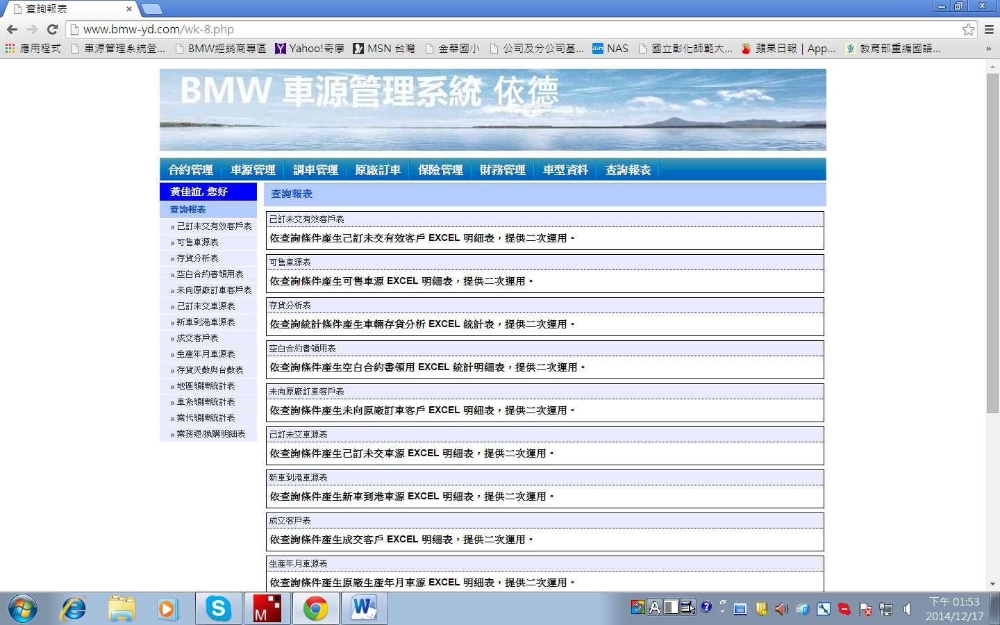 查詢報表
www.bmw-yd.com/wk-8.php
應用程式 車源管理系統登... BMW經銷商專區 Yahoo!奇摩 MSN 台灣 金華國小 公司及分公司基... NAS 國立彰化師範大... 蘋果日報 | App... 教育部重編國語... »
BMW 車源管理系統 依德
合約管理 車源管理 調車管理 原廠訂車 保險管理 財務管理 車型資料 查詢報表
黃佳誼, 您好
查詢報表
» 己訂未交有效客戶表
» 可售車源表
» 存貨分析表
» 空白合約書領用表
» 未向原廠訂車客戶表
» 己訂未交車源表
» 新車到港車源表
» 成交客戶表
» 生產年月車源表
» 存貨天數與台數表
» 地區領牌統計表
» 車系領牌統計表
» 業代領牌統計表
» 業務退/換購明細表
查詢報表
己訂未交有效客戶表
依查詢條件產生己訂未交有效客戶 EXCEL 明細表，提供二次運用。
可售車源表
依查詢條件產生可售車源 EXCEL 明細表，提供二次運用。
存貨分析表
依查詢統計條件產生車輛存貨分析 EXCEL 統計表，提供二次運用。
空白合約書領用表
依查詢條件產生空白合約書領用 EXCEL 統計明細表，提供二次運用。
未向原廠訂車客戶表
依查詢條件產生未向原廠訂車客戶 EXCEL 明細表，提供二次運用。
己訂未交車源表
依查詢條件產生己訂未交車源 EXCEL 明細表，提供二次運用。
新車到港車源表
依查詢條件產生新車到港車源 EXCEL 明細表，提供二次運用。
成交客戶表
依查詢條件產生成交客戶 EXCEL 明細表，提供二次運用。
生產年月車源表
依查詢條件產生原廠生產年月車源 EXCEL 明細表，提供二次運用。
下午 01:53
2014/12/17